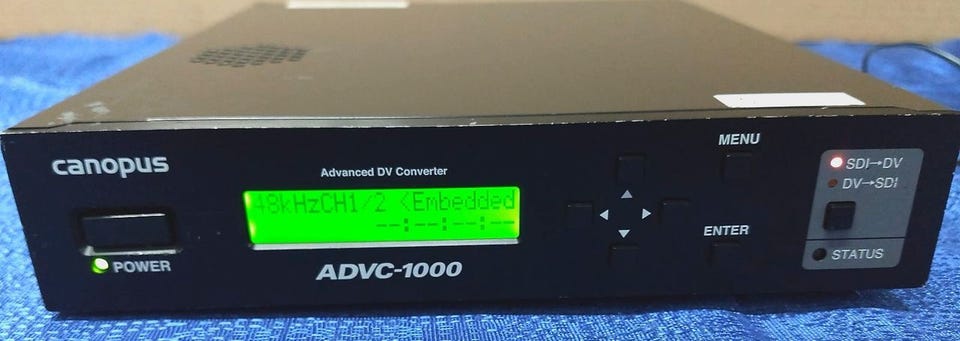 canopus
POWER
Advanced DV Converter
48kHzCH1/2 <Embedded
--:--:--:--
ADVC-1000
MENU
ENTER
SDI→DV
DV→SDI
STATUS